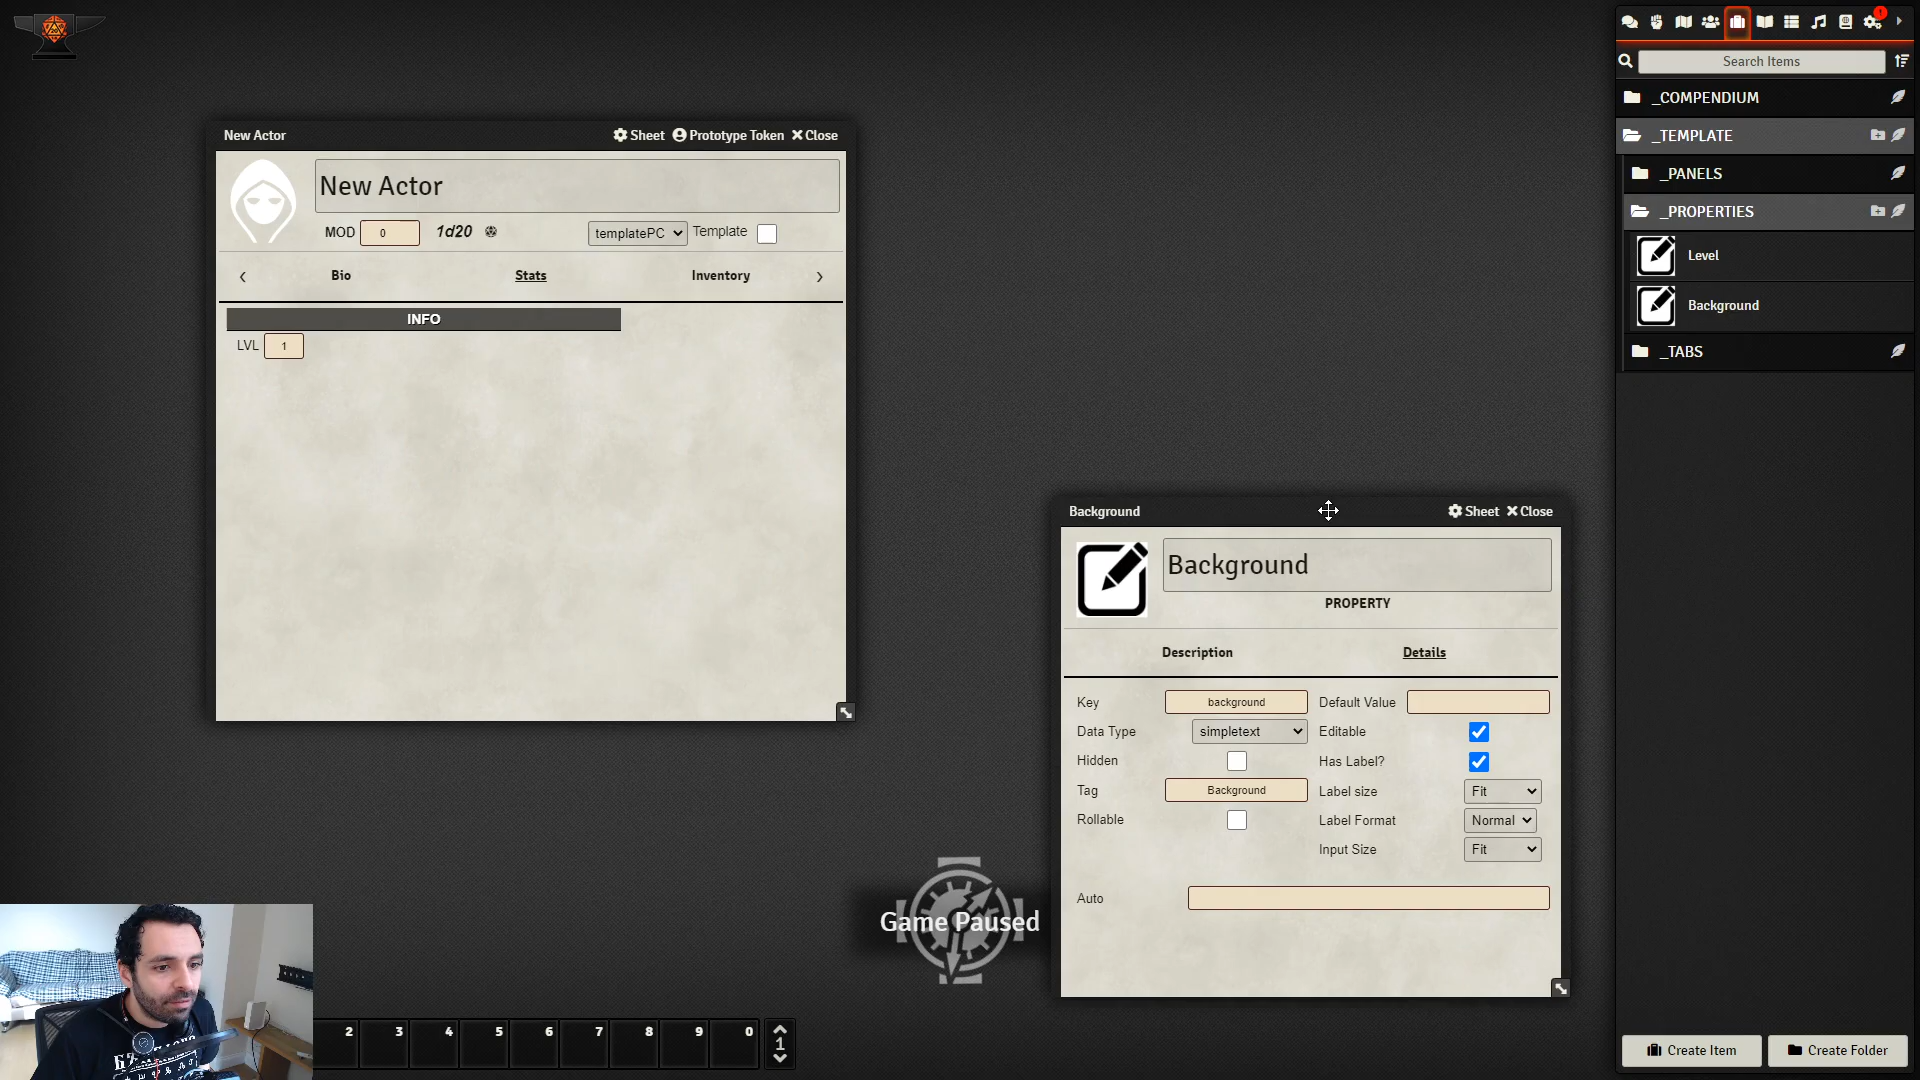 Search Items
_COMPENDIUM
_TEMPLATE
_PANELS
_PROPERTIES
Level
Background
_TABS
Create Item
Create Folder
New Actor
Sheet Prototype Token Close
New Actor
MOD 0 1d20 templatePC Template
Bio Stats Inventory
INFO
LVL 1
Background
Sheet Close
Background
PROPERTY
Description Details
Key background Default Value
Data Type simpletext Editable
Hidden Has Label?
Tag Background Label size Fit
Rollable Label Format Normal
Input Size Fit
Auto
Game Paused
2 3 4 5 6 7 8 9 0 1